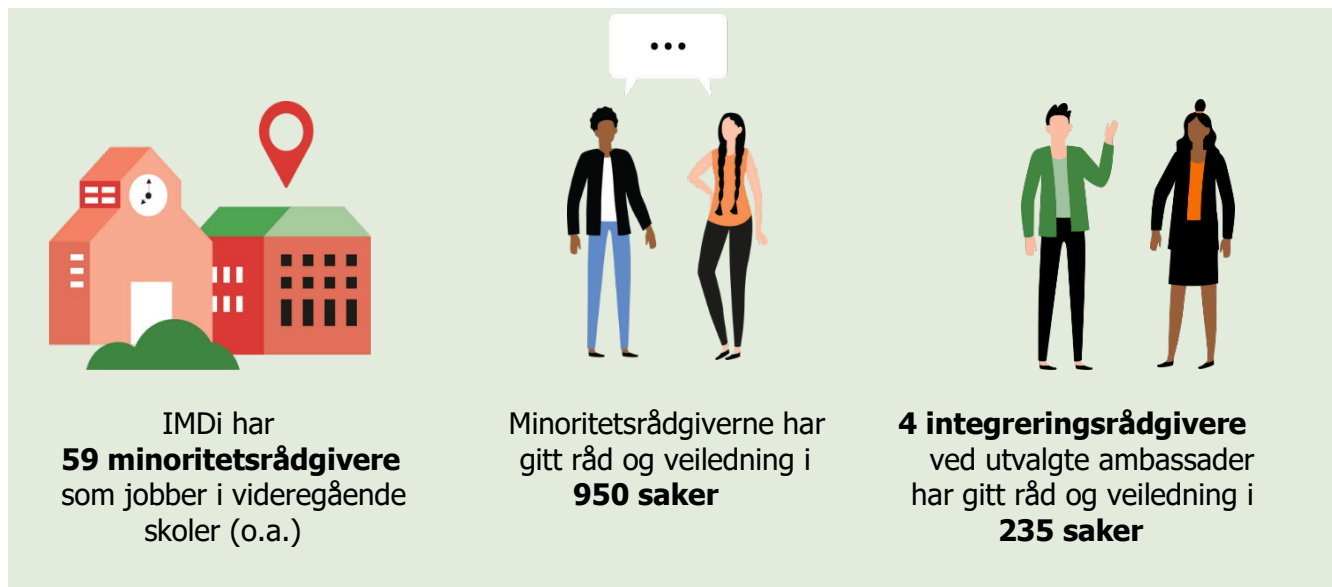 ...
IMDi har
59 minoritetsrådgivere
som jobber i videregående
skoler (o.a.)
Minoritetsrådgiverne har
gitt råd og veiledning i
950 saker
4 integreringsrådgivere
ved utvalgte ambassader
har gitt råd og veiledning i
235 saker